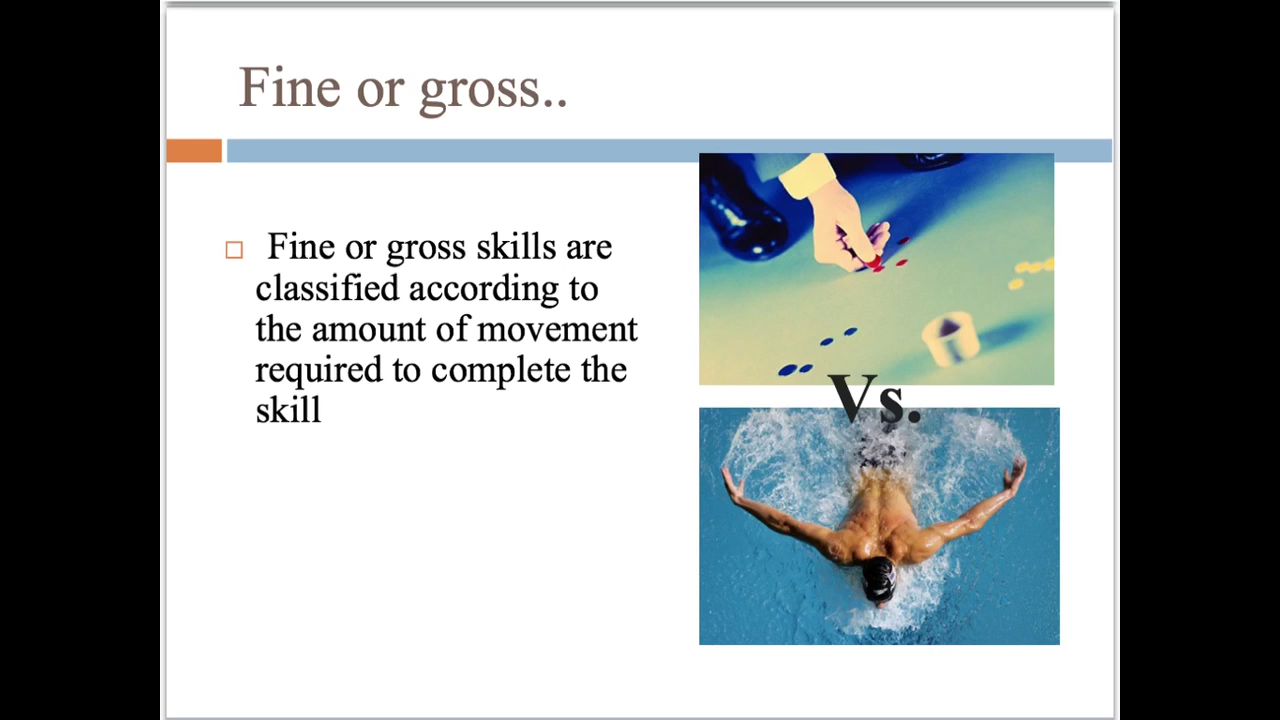 Fine or gross..
Fine or gross skills are
classified according to
the amount of movement
required to complete the
skill
Vs.